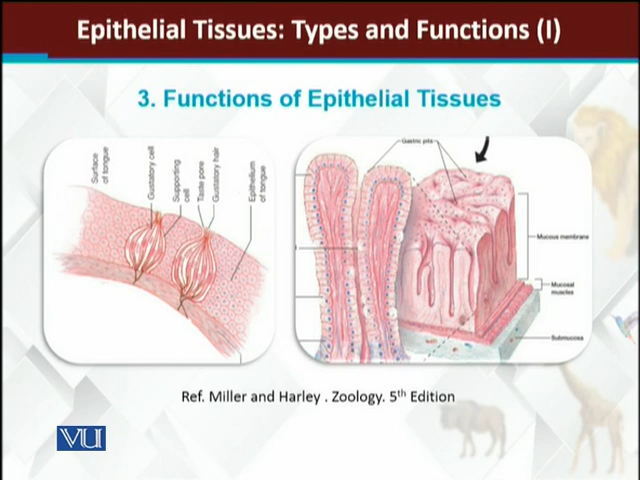 Epithelial Tissues: Types and Functions (I)
3. Functions of Epithelial Tissues
Surface
of tongue
Gustatory cell
Supporting
cell
Taste pore
Gustatory hair
Epithelium
of tongue
Gastric pits
Mucous membrane
Mucosal
muscles
Submucosa
Ref. Miller and Harley . Zoology. 5th Edition
VU